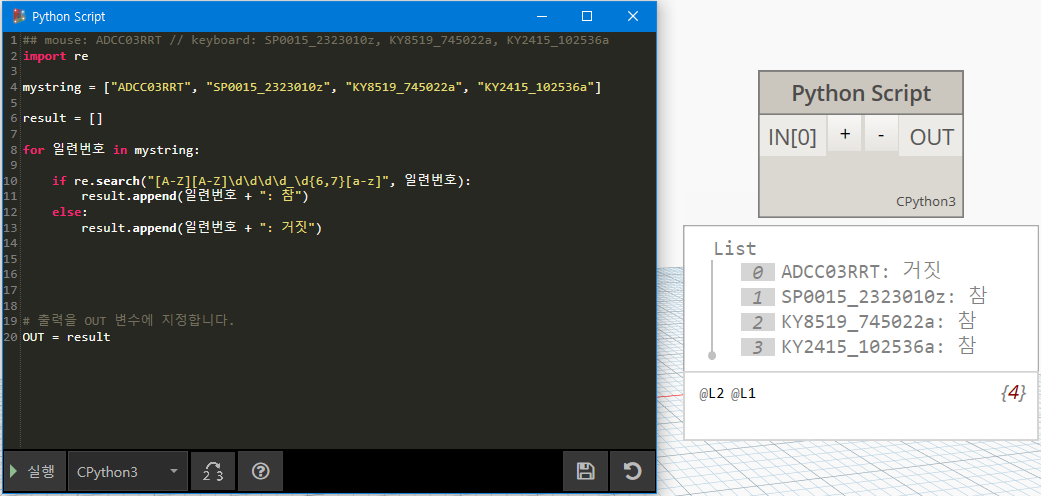 Python Script
1 ## mouse: ADCC03RRT // keyboard: SP0015_2323010z, KY8519_745022a, KY2415_102536a
2 import re
3
4 mystring = ["ADCC03RRT", "SP0015_2323010z", "KY8519_745022a", "KY2415_102536a"]
5
6 result = []
7
8 for 일련번호 in mystring:
9
10 if re.search("[A-Z][A-Z]\d\d\d\d_\d{6,7}[a-z]", 일련번호):
11 result.append(일련번호 + ": 참")
12 else:
13 result.append(일련번호 + ": 거짓")
14
15
16
17
18
19 # 출력을 OUT 변수에 지정합니다.
20 OUT = result
실행
CPython3
2 3
?
Python Script
IN[0] + - OUT
CPython3
List
0 ADCC03RRT: 거짓
1 SP0015_2323010z: 참
2 KY8519_745022a: 참
3 KY2415_102536a: 참
@L2 @L1 {4}